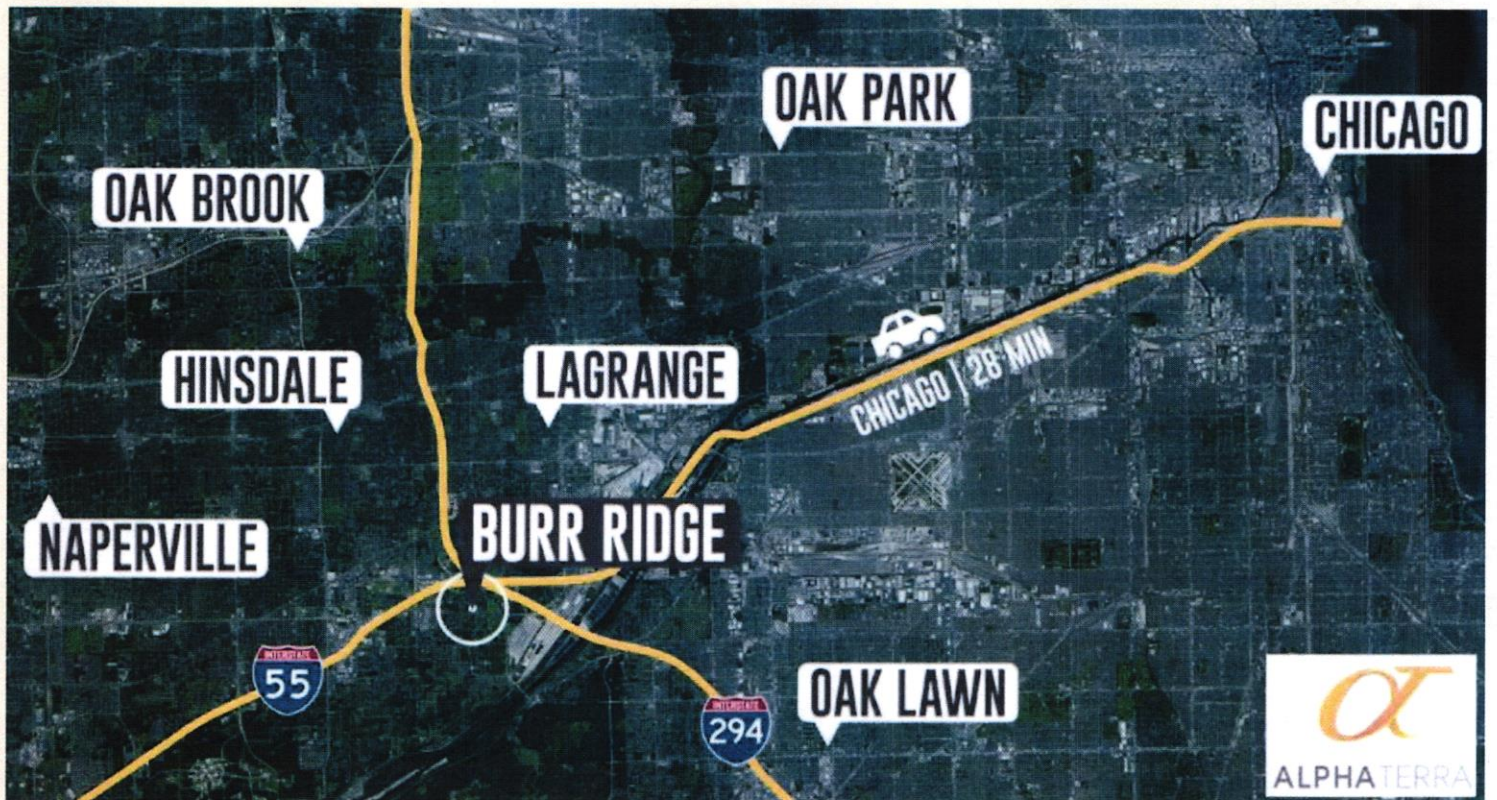 OAK PARK
CHICAGO
OAK BROOK
HINSDALE
LAGRANGE
CHICAGO | 28 MIN
NAPERVILLE
BURR RIDGE
INTERSTATE
55
INTERSTATE
294
OAK LAWN
ALPHATERRA